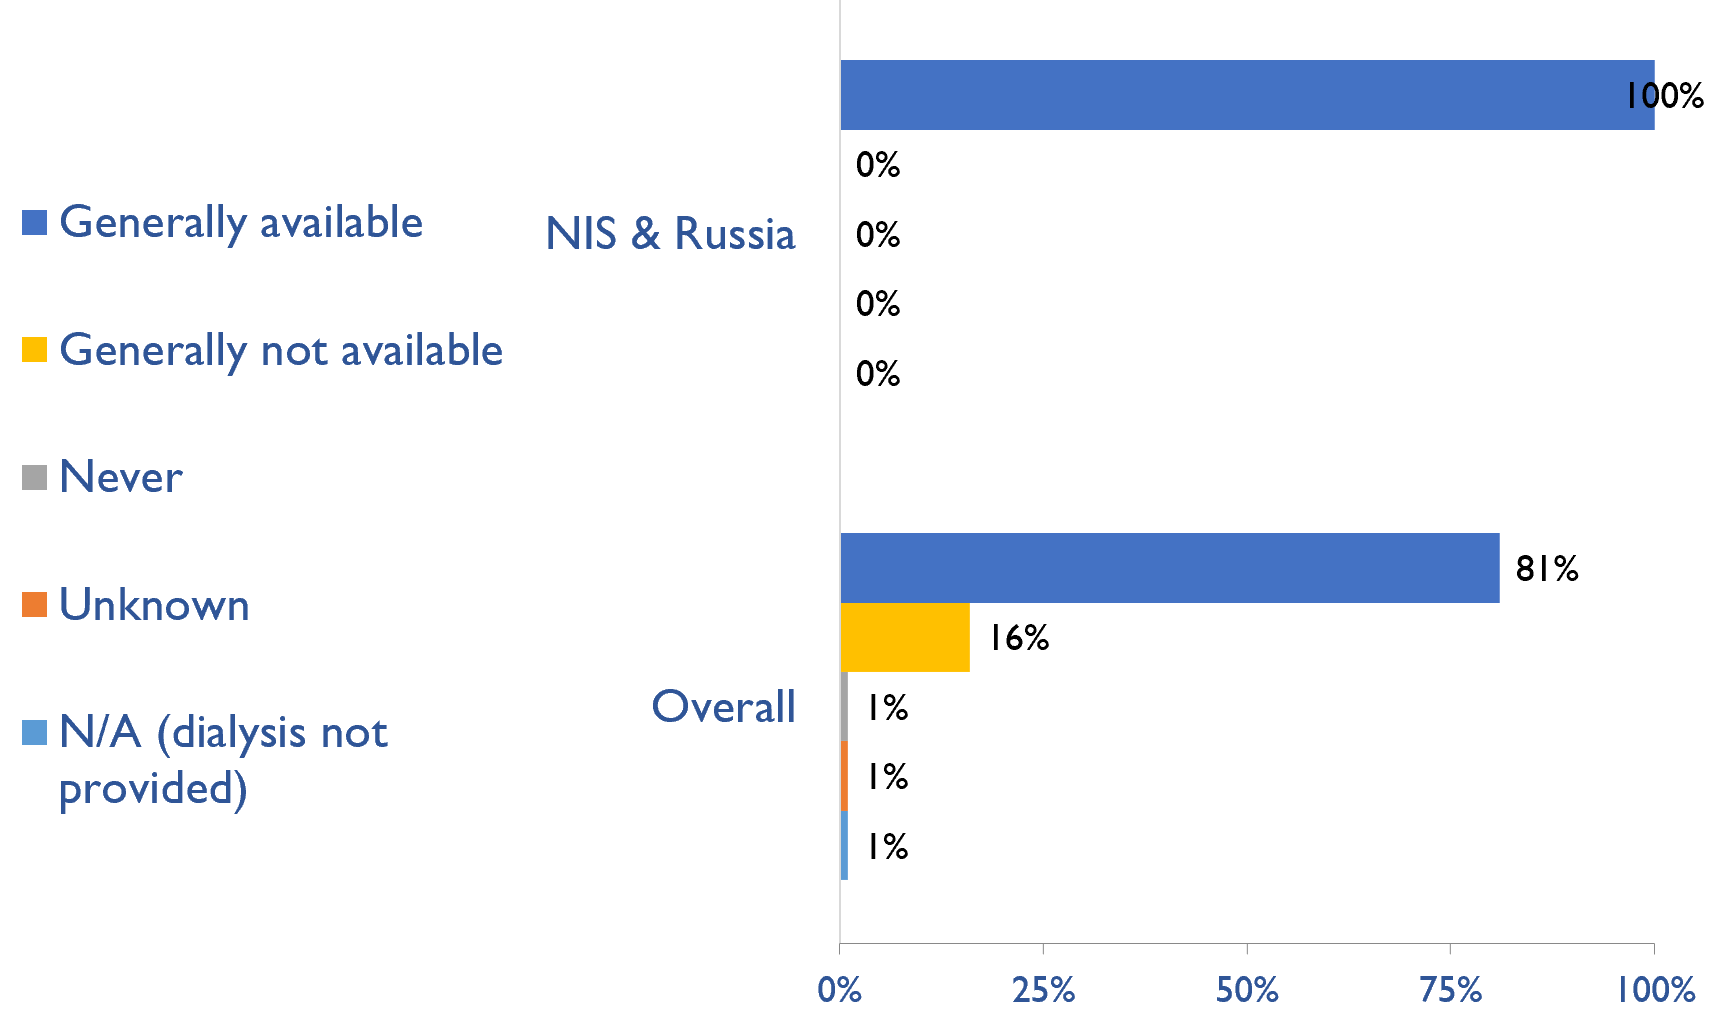 Generally available
Generally not available
Never
Unknown
N/A (dialysis not
provided)
NIS & Russia
100%
0%
0%
0%
0%
Overall
81%
16%
1%
1%
1%
0% 25% 50% 75% 100%